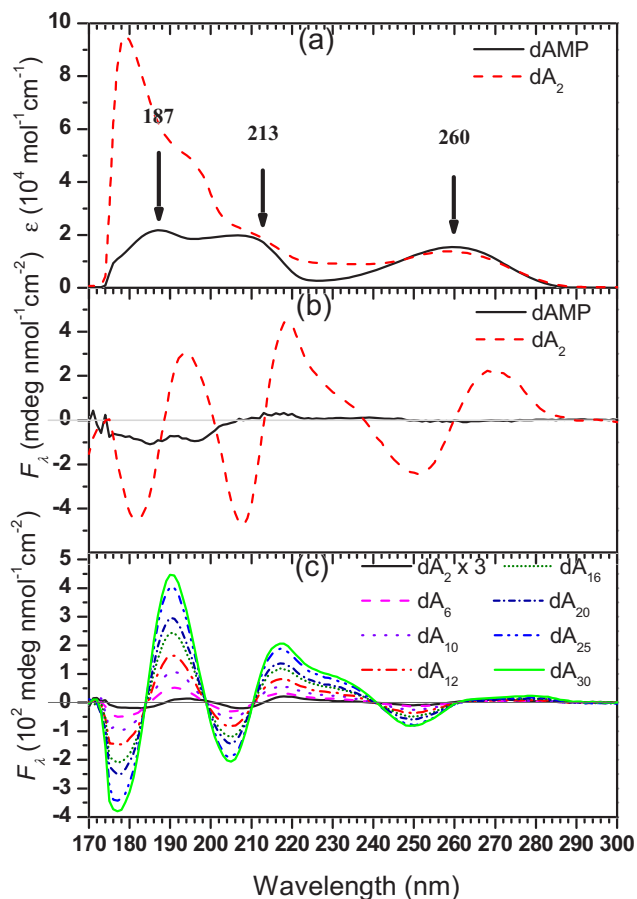 (a)
dAMP
dA₂
187
213
260
10
8
6
4
2
0
ε (10⁴ mol⁻¹cm⁻¹)
(b)
dAMP
dA₂
4
2
0
-2
-4
F_λ (mdeg nmol⁻¹cm⁻²)
(c)
dA₂ x 3 dA₁₆
dA₆ dA₂₀
dA₁₀ dA₂₅
dA₁₂ dA₃₀
5
4
3
2
1
0
-1
-2
-3
-4
F_λ (10² mdeg nmol⁻¹cm⁻²)
170 180 190 200 210 220 230 240 250 260 270 280 290 300
Wavelength (nm)